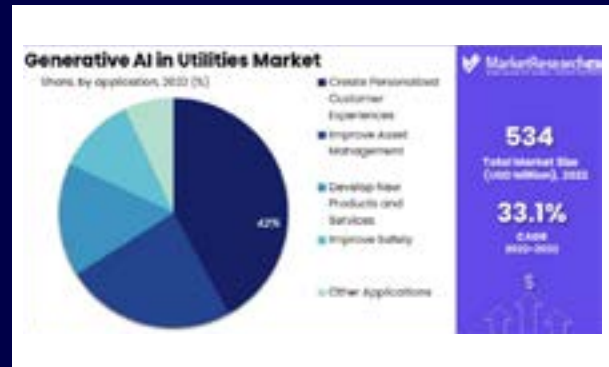 Generative AI in Utilities Market
Share, by application, 2022 (%)
Create Personalized
Customer
Experiences
Improve Asset
Management
Develop New
Products and
Services
Improve Safety
Other Applications
42%
MarketResearch
534
Total Market Size
(USD Million), 2022
33.1%
CAGR
$